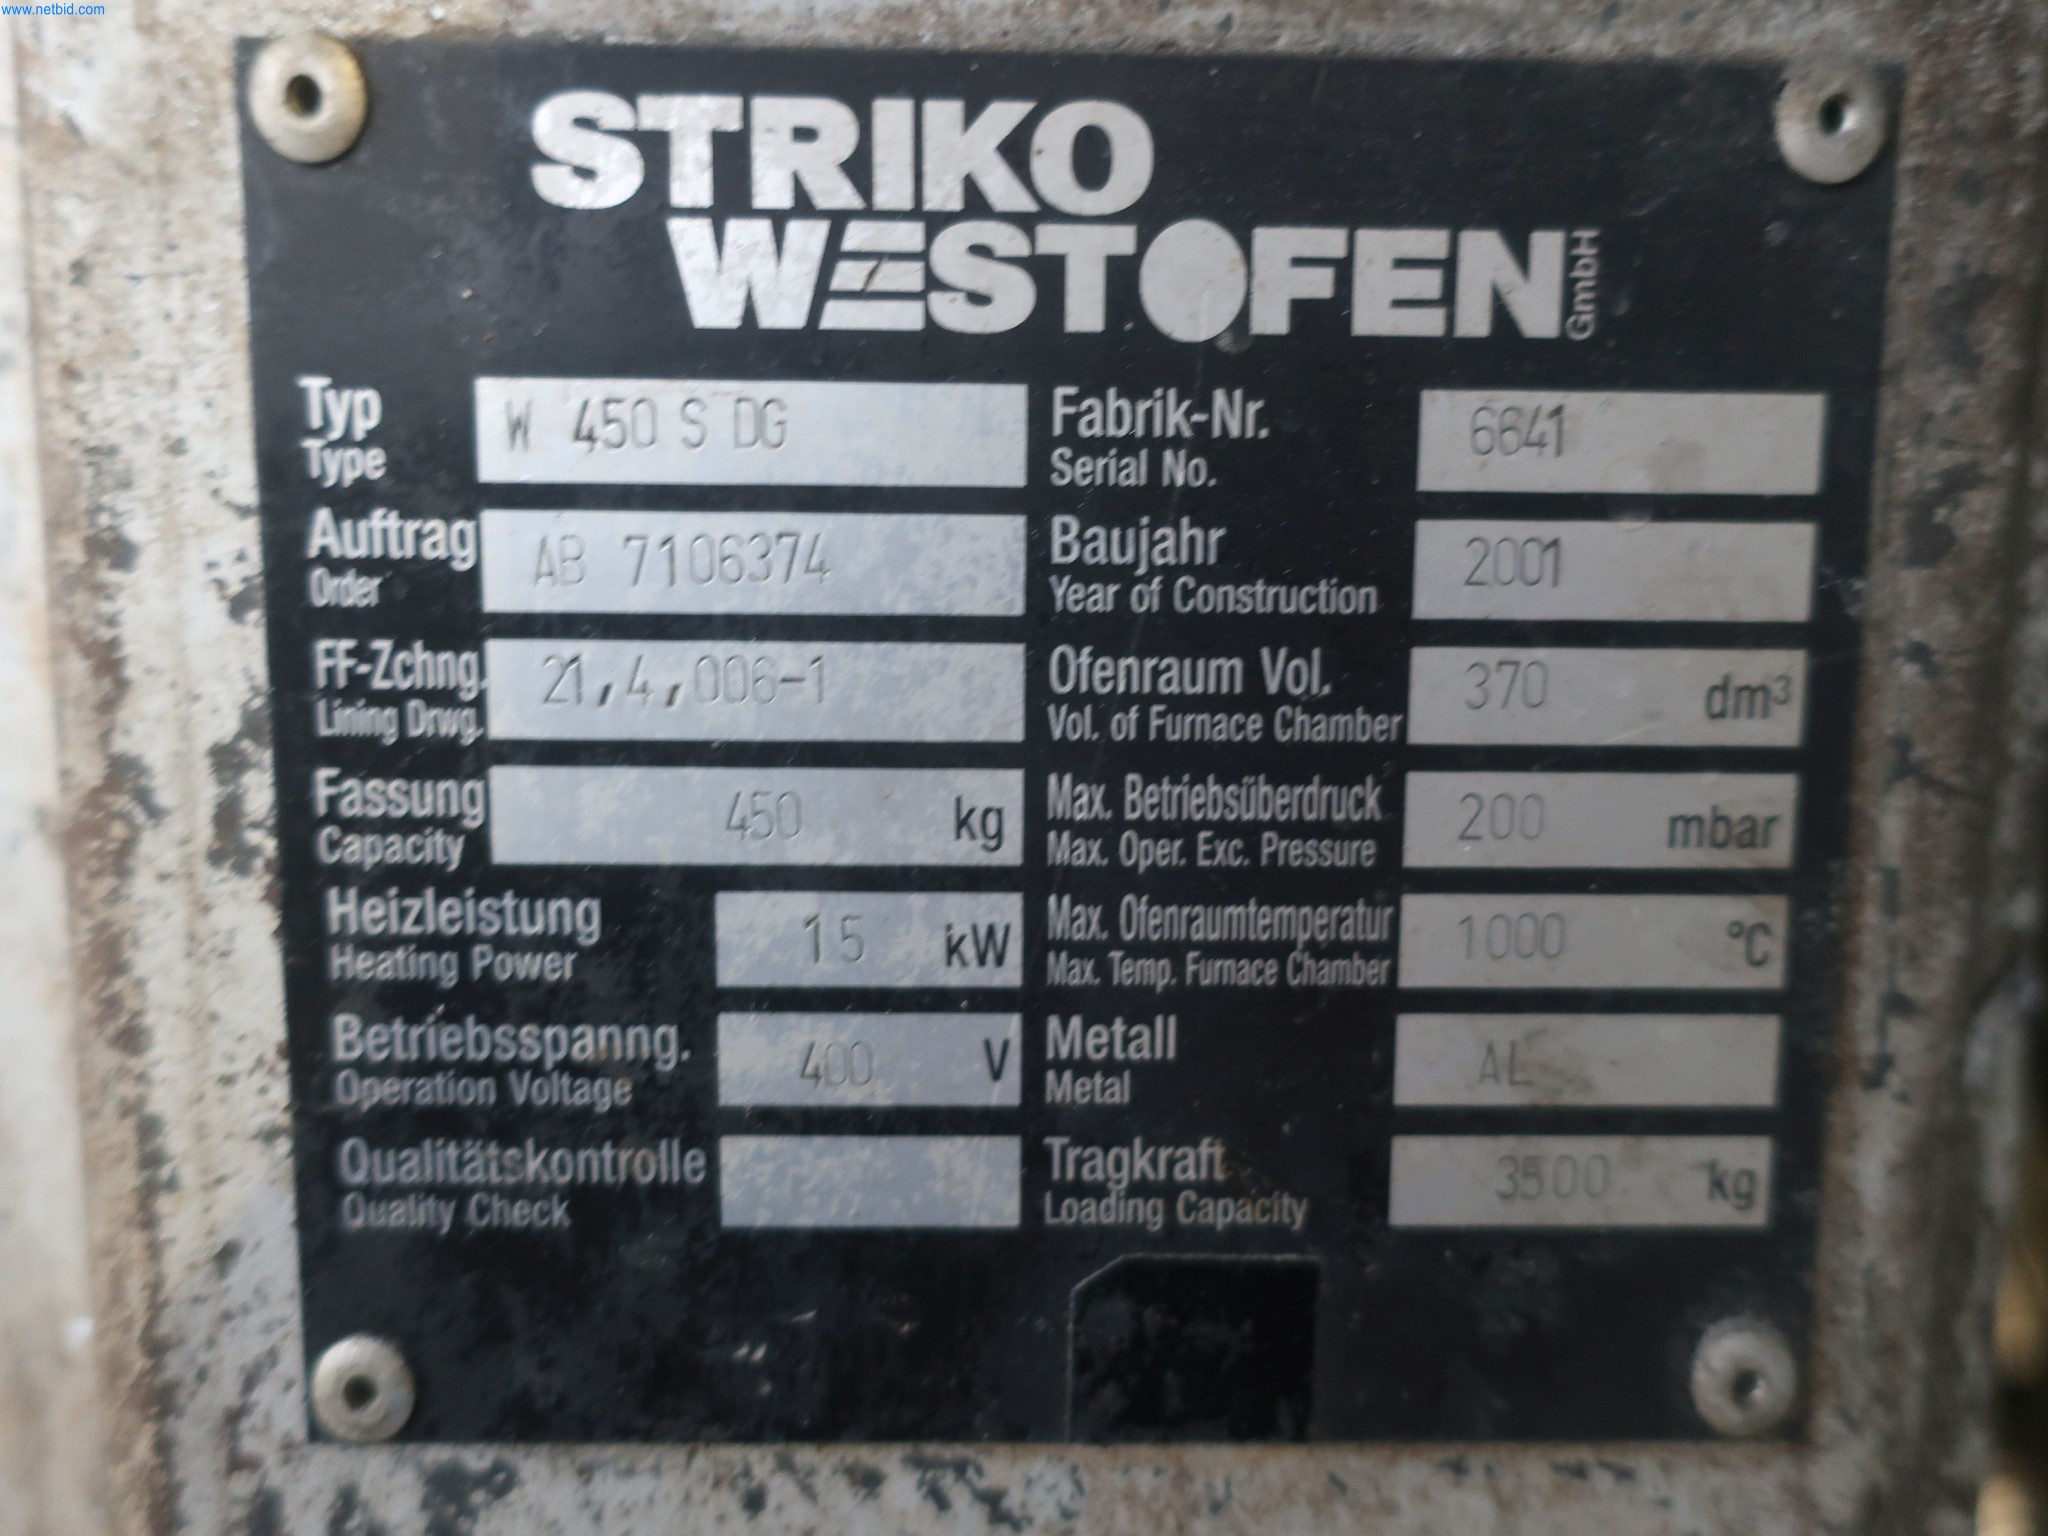 www.netbid.com
STRIKO
WESTOFEN GmbH
Typ W 450 S DG
Type
Fabrik-Nr. 6641
Serial No.
Auftrag AB 7106374
Order
Baujahr 2001
Year of Construction
FF-Zchng. 21,4,006-1
Lining Drwg.
Ofenraum Vol. 370 dm³
Vol. of Furnace Chamber
Fassung 450 kg
Capacity
Max. Betriebsüberdruck 200 mbar
Max. Oper. Exc. Pressure
Heizleistung 15 kW
Heating Power
Max. Ofenraumtemperatur 1000 °C
Max. Temp. Furnace Chamber
Betriebsspanng. 400 V
Operation Voltage
Metall AL
Metal
Qualitätskontrolle
Quality Check
Tragkraft 3500 kg
Loading Capacity